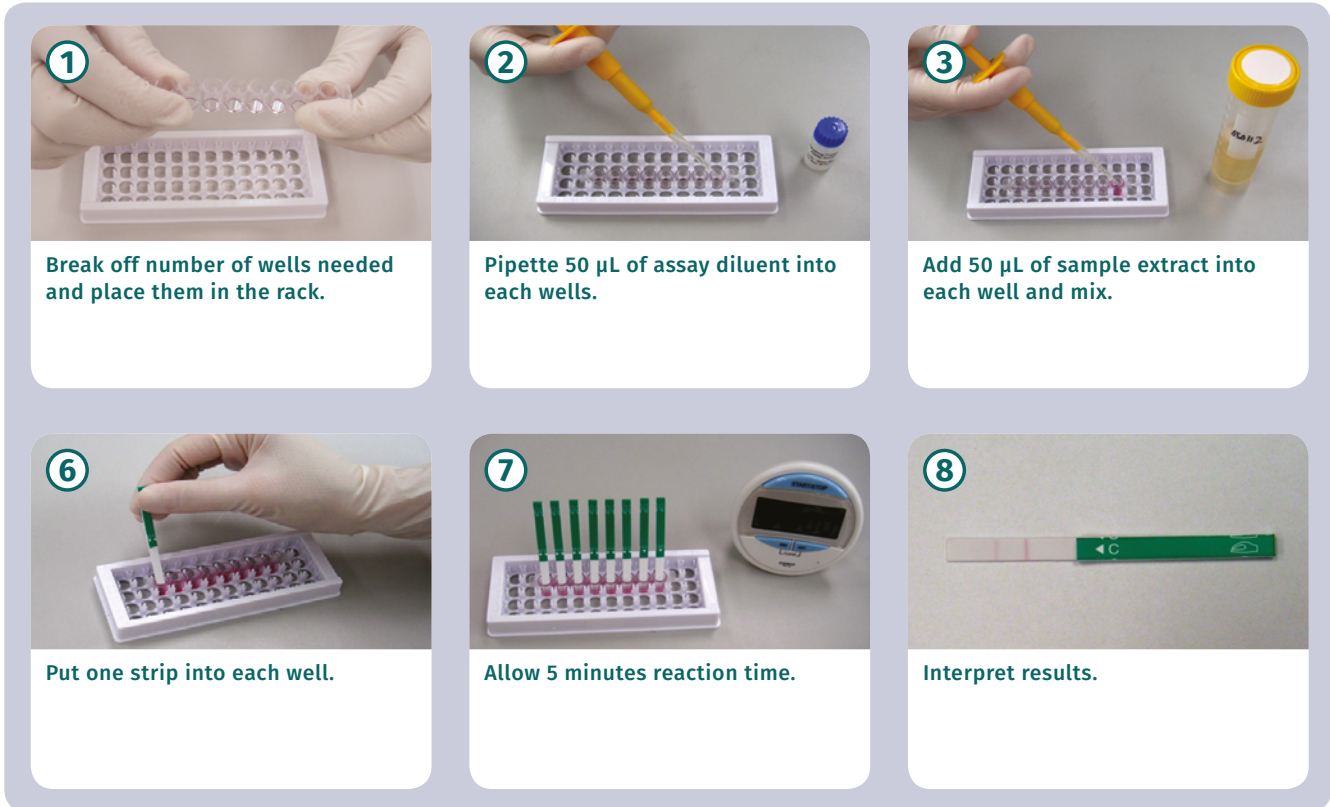 1
Break off number of wells needed
and place them in the rack.
2
Pipette 50 µL of assay diluent into
each wells.
3
Add 50 µL of sample extract into
each well and mix.
6
Put one strip into each well.
7
START/STOP
Allow 5 minutes reaction time.
8
C
Interpret results.